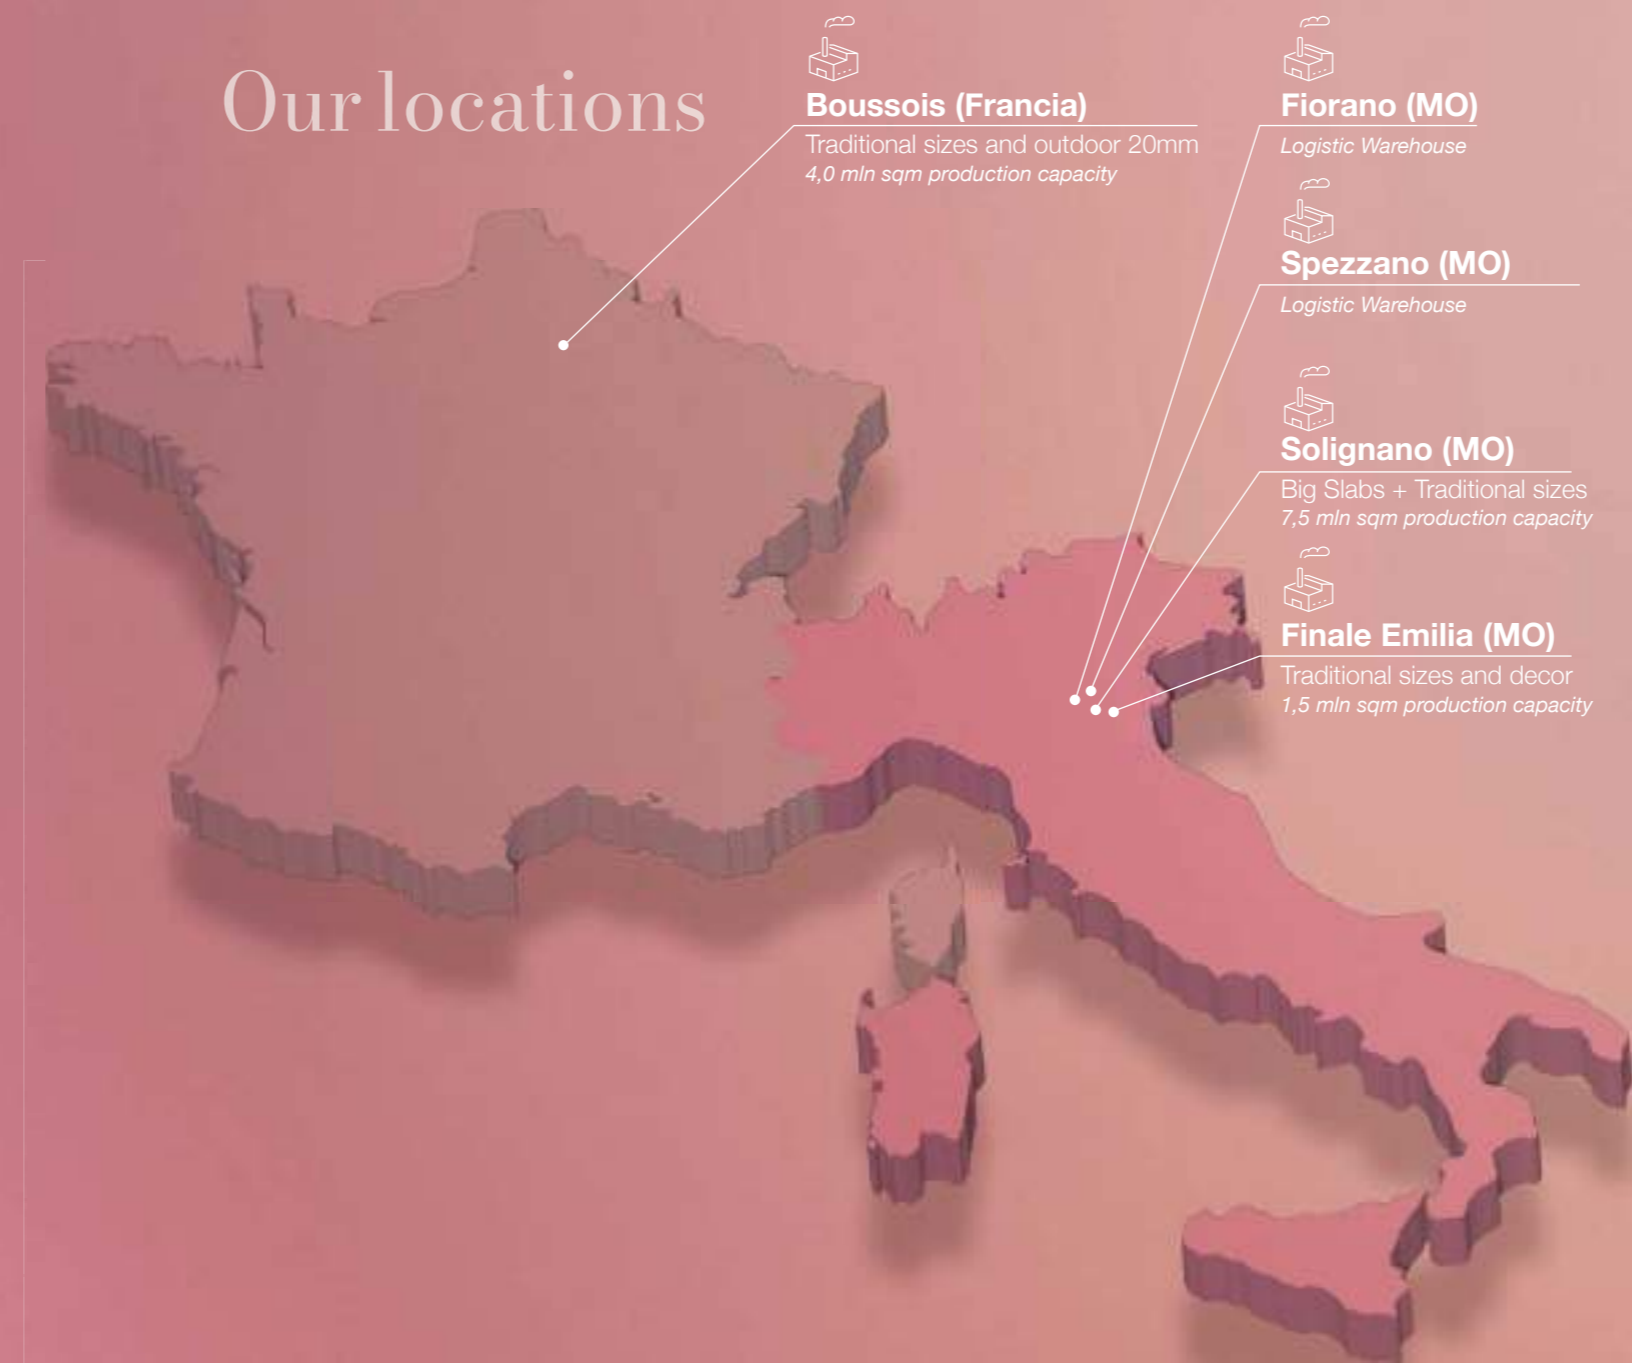 Our locations
Boussois (Francia)
Traditional sizes and outdoor 20mm
4,0 mln sqm production capacity
Fiorano (MO)
Logistic Warehouse
Spezzano (MO)
Logistic Warehouse
Solignano (MO)
Big Slabs + Traditional sizes
7,5 mln sqm production capacity
Finale Emilia (MO)
Traditional sizes and decor
1,5 mln sqm production capacity